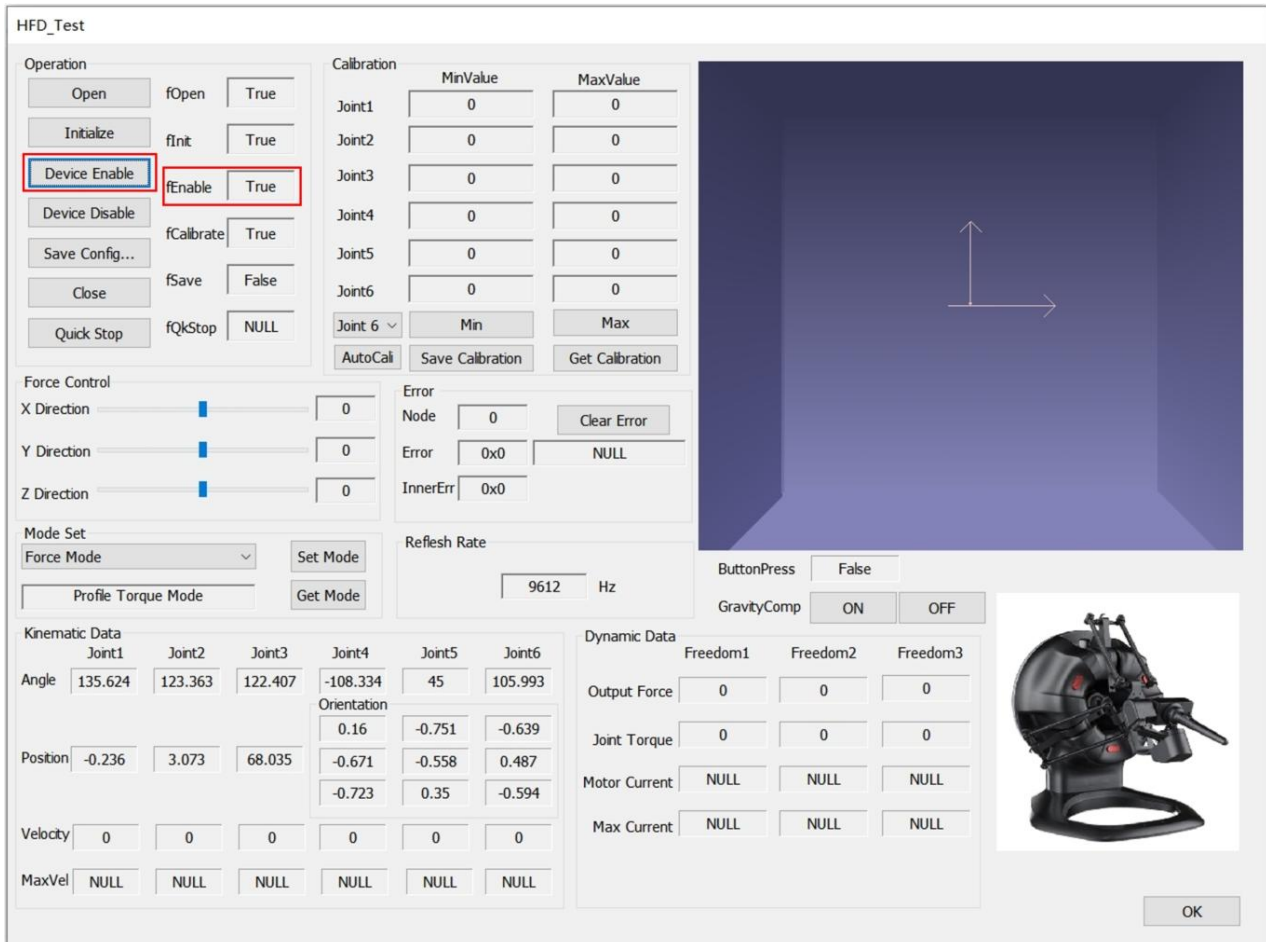 HFD_Test
Operation
Open fOpen True
Initialize fInit True
Device Enable fEnable True
Device Disable fCalibrate True
Save Config... fSave False
Close fQkStop NULL
Quick Stop
Calibration
MinValue MaxValue
Joint1 0 0
Joint2 0 0
Joint3 0 0
Joint4 0 0
Joint5 0 0
Joint6 0 0
Joint 6 Min Max
AutoCali Save Calibration Get Calibration
Force Control
X Direction 0
Y Direction 0
Z Direction 0
Error
Node 0 Clear Error
Error 0x0 NULL
InnerErr 0x0
Mode Set
Force Mode Set Mode
Profile Torque Mode Get Mode
Reflesh Rate
9612 Hz
ButtonPress False
GravityComp ON OFF
Kinematic Data
Joint1 Joint2 Joint3 Joint4 Joint5 Joint6
Angle 135.624 123.363 122.407 -108.334 45 105.993
Orientation
0.16 -0.751 -0.639
Position -0.236 3.073 68.035 -0.671 -0.558 0.487
-0.723 0.35 -0.594
Velocity 0 0 0 0 0 0
MaxVel NULL NULL NULL NULL NULL NULL
Dynamic Data
Freedom1 Freedom2 Freedom3
Output Force 0 0 0
Joint Torque 0 0 0
Motor Current NULL NULL NULL
Max Current NULL NULL NULL
OK